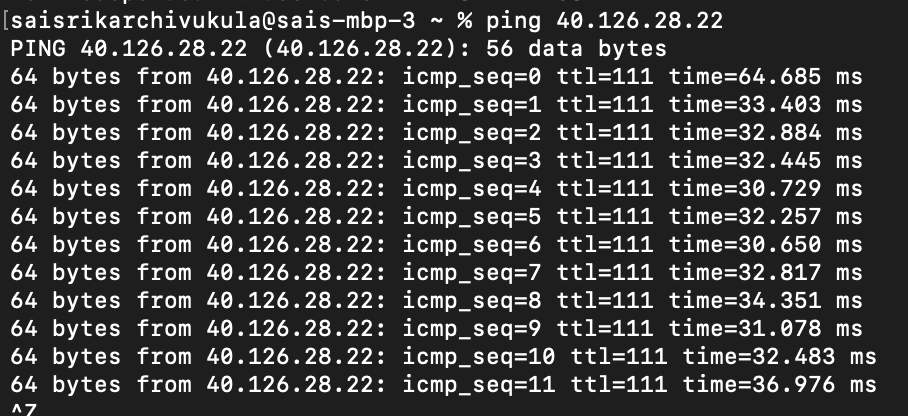 [saisrikarchivukula@sais-mbp-3 ~ % ping 40.126.28.22
PING 40.126.28.22 (40.126.28.22): 56 data bytes
64 bytes from 40.126.28.22: icmp_seq=0 ttl=111 time=64.685 ms
64 bytes from 40.126.28.22: icmp_seq=1 ttl=111 time=33.403 ms
64 bytes from 40.126.28.22: icmp_seq=2 ttl=111 time=32.884 ms
64 bytes from 40.126.28.22: icmp_seq=3 ttl=111 time=32.445 ms
64 bytes from 40.126.28.22: icmp_seq=4 ttl=111 time=30.729 ms
64 bytes from 40.126.28.22: icmp_seq=5 ttl=111 time=32.257 ms
64 bytes from 40.126.28.22: icmp_seq=6 ttl=111 time=30.650 ms
64 bytes from 40.126.28.22: icmp_seq=7 ttl=111 time=32.817 ms
64 bytes from 40.126.28.22: icmp_seq=8 ttl=111 time=34.351 ms
64 bytes from 40.126.28.22: icmp_seq=9 ttl=111 time=31.078 ms
64 bytes from 40.126.28.22: icmp_seq=10 ttl=111 time=32.483 ms
64 bytes from 40.126.28.22: icmp_seq=11 ttl=111 time=36.976 ms
^Z